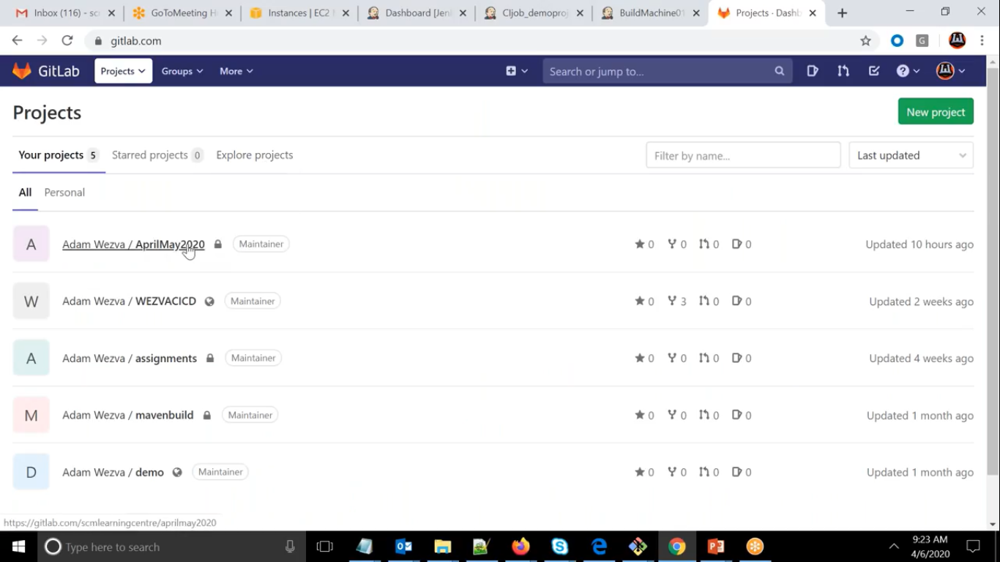 Inbox (116) - sc
GoToMeeting H
Instances | EC2
Dashboard [Jen
CIjob_demoproj
BuildMachine01
Projects · Dashb
gitlab.com
G
GitLab
Projects
Groups
More
Search or jump to...
Projects
New project
Your projects 5
Starred projects 0
Explore projects
Filter by name...
Last updated
All
Personal
A
Adam Wezva / AprilMay2020
Maintainer
0 0 0 0
Updated 10 hours ago
W
Adam Wezva / WEZVACICD
Maintainer
0 3 0 0
Updated 2 weeks ago
A
Adam Wezva / assignments
Maintainer
0 0 0 0
Updated 4 weeks ago
M
Adam Wezva / mavenbuild
Maintainer
0 0 0 0
Updated 1 month ago
D
Adam Wezva / demo
Maintainer
0 0 0 0
Updated 1 month ago
https://gitlab.com/scmlearningcentre/aprilmay2020
Type here to search
9:23 AM
4/6/2020